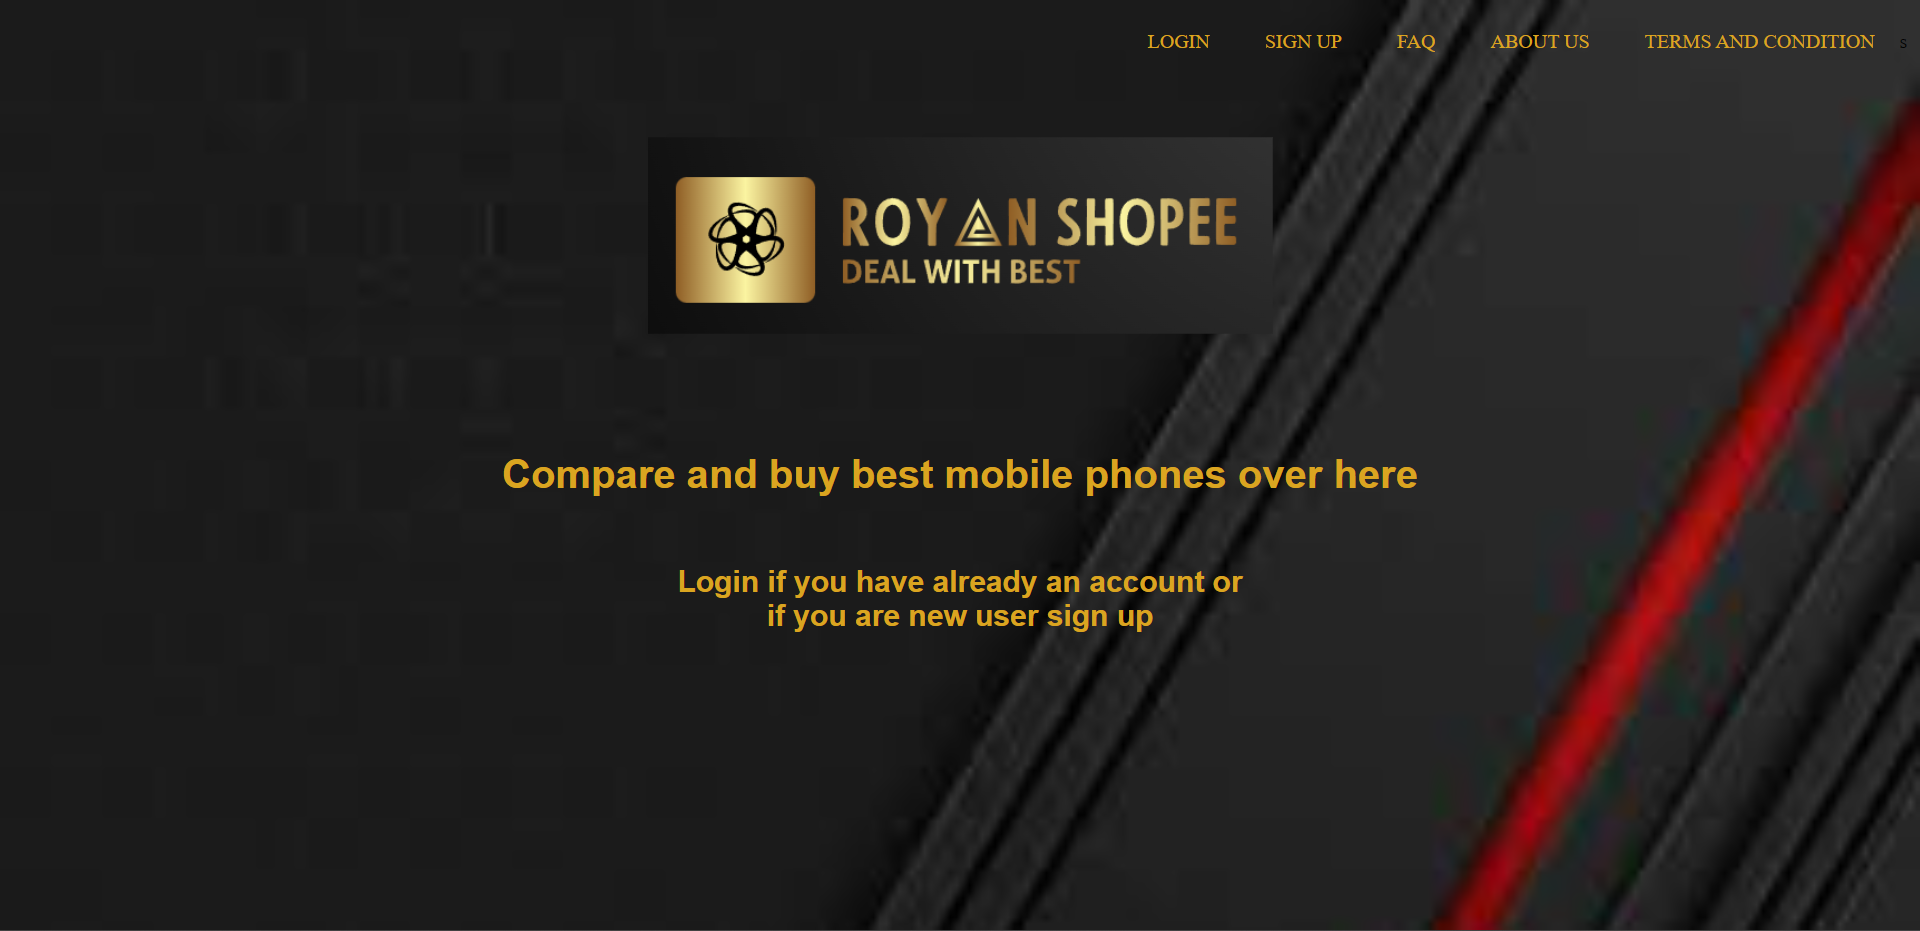 LOGIN SIGN UP FAQ ABOUT US TERMS AND CONDITION s
ROYAN SHOPEE
DEAL WITH BEST
Compare and buy best mobile phones over here
Login if you have already an account or
if you are new user sign up